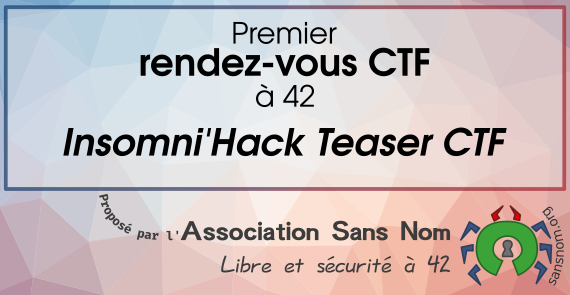 Premier
rendez-vous CTF
à 42
Insomni'Hack Teaser CTF
Proposé par l'Association Sans Nom
Libre et sécurité à 42
sansnom.org